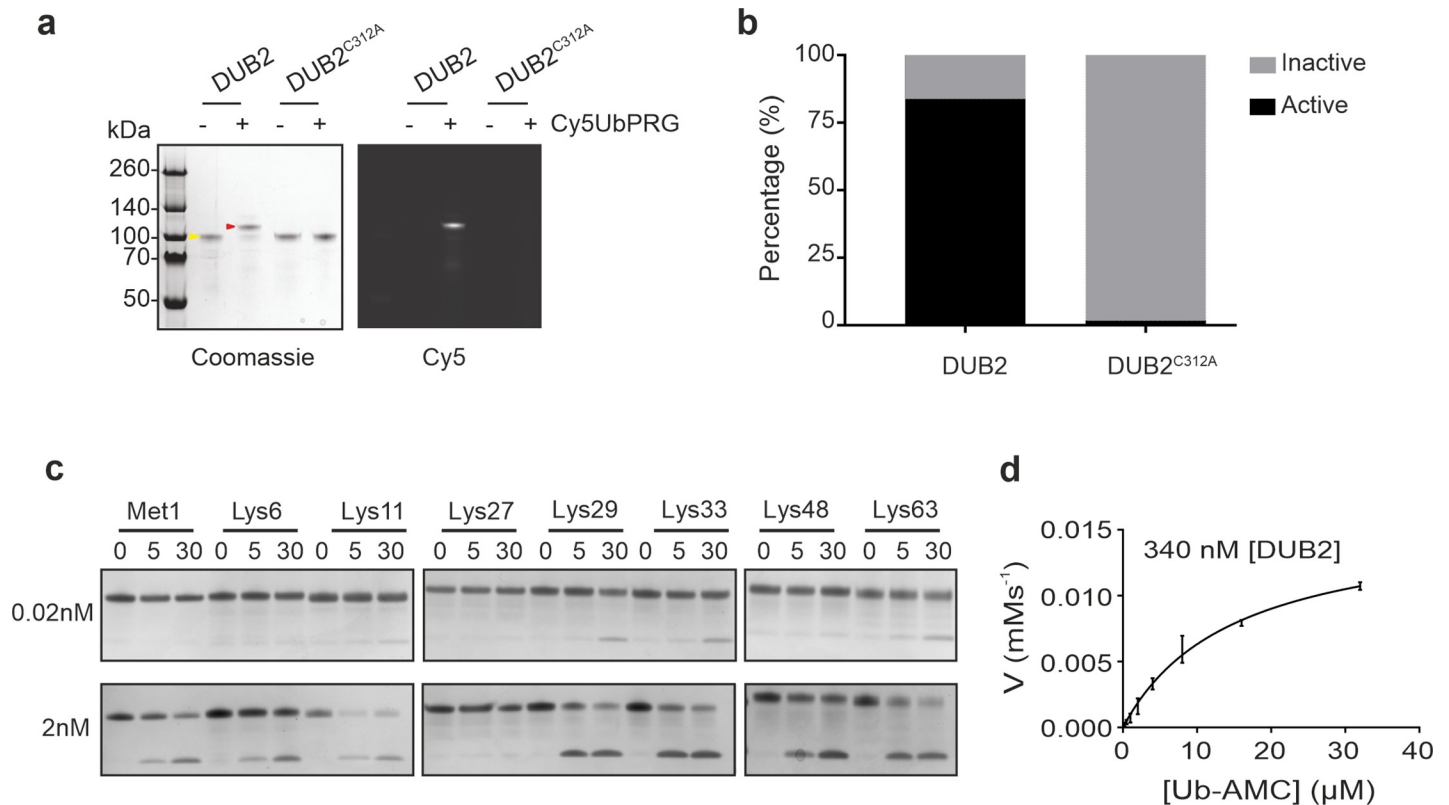 a
DUB2 DUB2C312A DUB2 DUB2C312A
kDa - + - + - + - + Cy5UbPRG
260
140
100
70
50
Coomassie Cy5
b
Percentage (%)
100
75
50
25
0
DUB2 DUB2C312A
Inactive
Active
c
Met1 Lys6 Lys11 Lys27 Lys29 Lys33 Lys48 Lys63
0 5 30 0 5 30 0 5 30 0 5 30 0 5 30 0 5 30 0 5 30 0 5 30
0.02nM
2nM
d
340 nM [DUB2]
V (mMs-1)
0.015
0.010
0.005
0.000
0 10 20 30 40
[Ub-AMC] (µM)